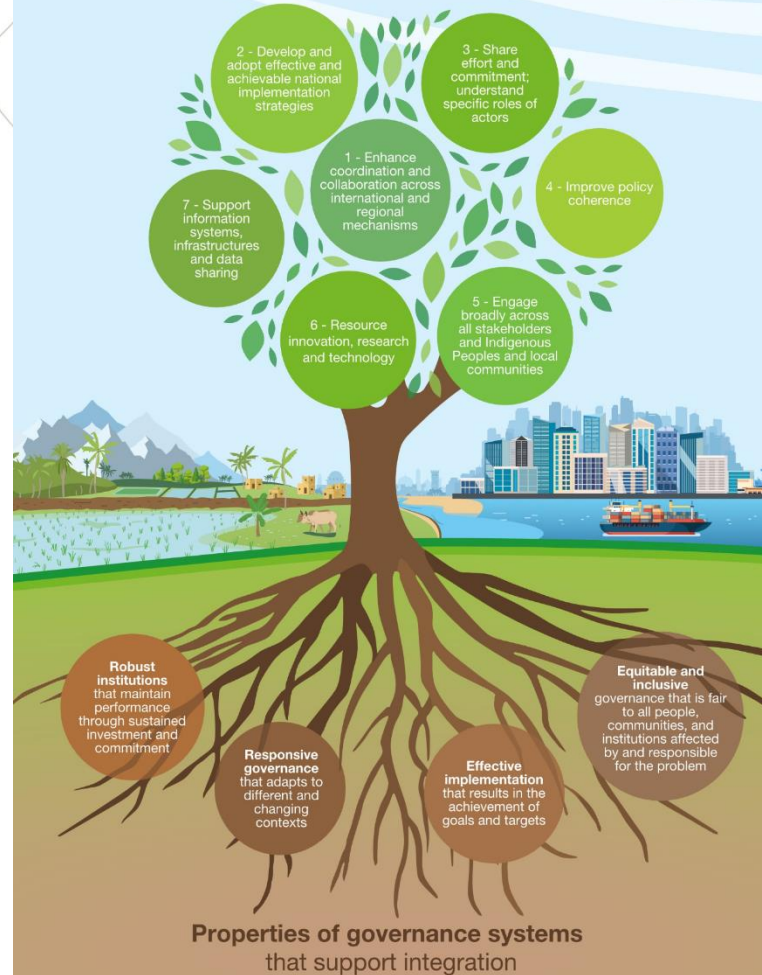 2 - Develop and
adopt effective and
achievable national
implementation
strategies
3 - Share
effort and
commitment;
understand
specific roles of
actors
1 - Enhance
coordination and
collaboration across
international and
regional
mechanisms
4 - Improve policy
coherence
7 - Support
information
systems,
infrastructures
and data
sharing
6 - Resource
innovation, research
and technology
5 - Engage
broadly across
all stakeholders
and Indigenous
Peoples and local
communities
Robust
institutions
that maintain
performance
through sustained
investment and
commitment
Responsive
governance
that adapts to
different and
changing
contexts
Effective
implementation
that results in the
achievement of
goals and targets
Equitable and
inclusive
governance that is fair
to all people,
communities, and
institutions affected
by and responsible
for the problem
Properties of governance systems
that support integration